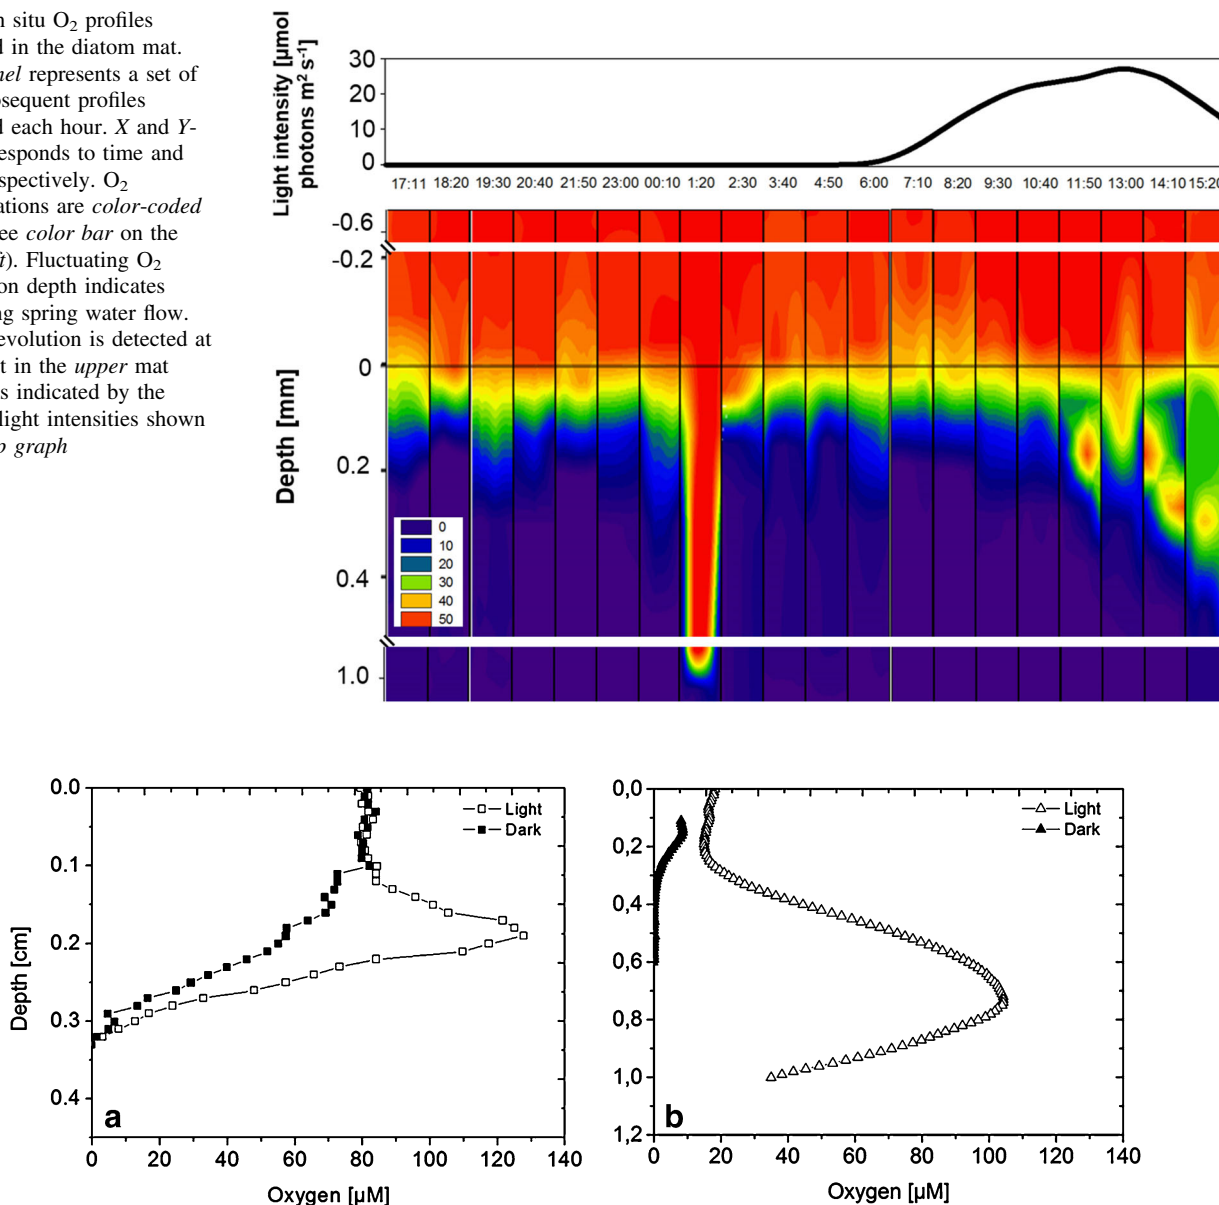 n situ O2 profiles
d in the diatom mat.
nel represents a set of
bsequent profiles
d each hour. X and Y-
responds to time and
spectively. O2
ations are color-coded
ee color bar on the
ft). Fluctuating O2
on depth indicates
ng spring water flow.
evolution is detected at
t in the upper mat
s indicated by the
light intensities shown
p graph
Light intensity [µmol
photons m2 s-1]
30
20
10
0
17:11 18:20 19:30 20:40 21:50 23:00 00:10 1:20 2:30 3:40 4:50 6:00 7:10 8:20 9:30 10:40 11:50 13:00 14:10 15:20
Depth [mm]
-0.6
-0.2
0
0.2
0.4
1.0
0
10
20
30
40
50
Depth [cm]
0.0
0.1
0.2
0.3
0.4
Light
Dark
a
0 20 40 60 80 100 120 140
Oxygen [µM]
0,0
0,2
0,4
0,6
0,8
1,0
1,2
Light
Dark
b
0 20 40 60 80 100 120 140
Oxygen [µM]